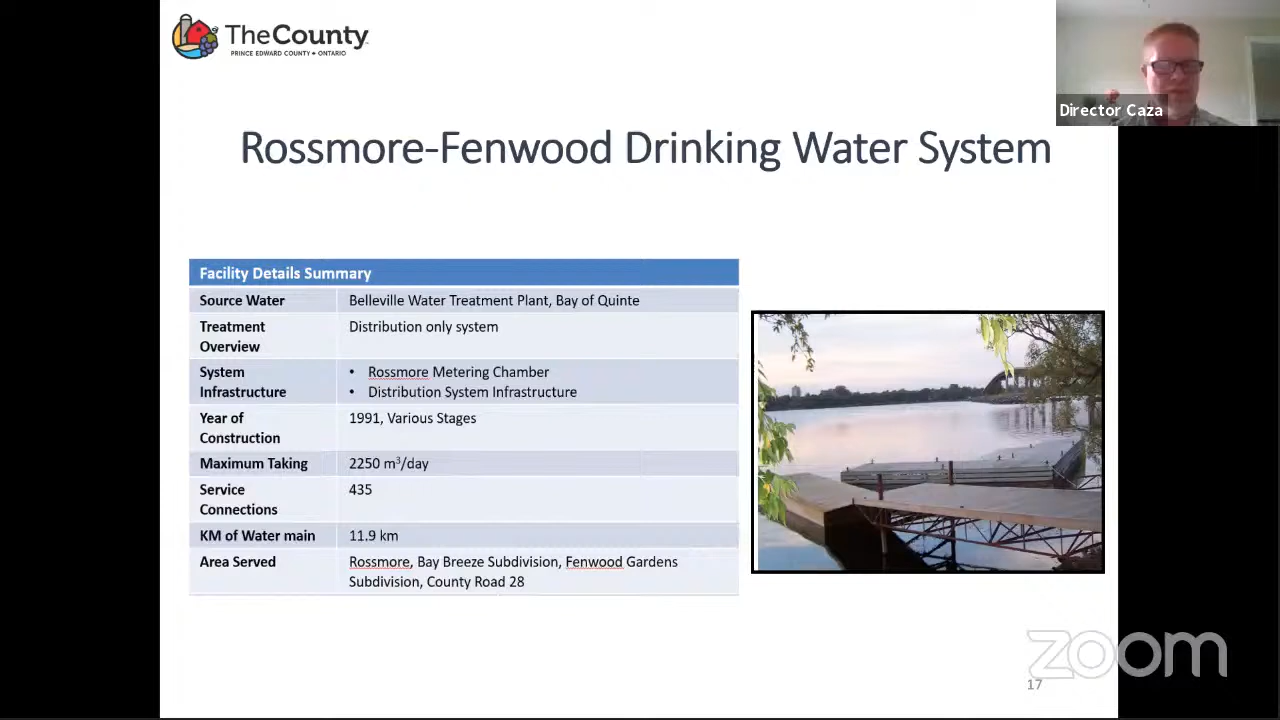 TheCounty
PRINCE EDWARD COUNTY • ONTARIO
Director Caza
Rossmore-Fenwood Drinking Water System
Facility Details Summary
Source Water Belleville Water Treatment Plant, Bay of Quinte
Treatment Distribution only system
Overview
System • Rossmore Metering Chamber
Infrastructure • Distribution System Infrastructure
Year of 1991, Various Stages
Construction
Maximum Taking 2250 m³/day
Service 435
Connections
KM of Water main 11.9 km
Area Served Rossmore, Bay Breeze Subdivision, Fenwood Gardens
Subdivision, County Road 28
zoom
17